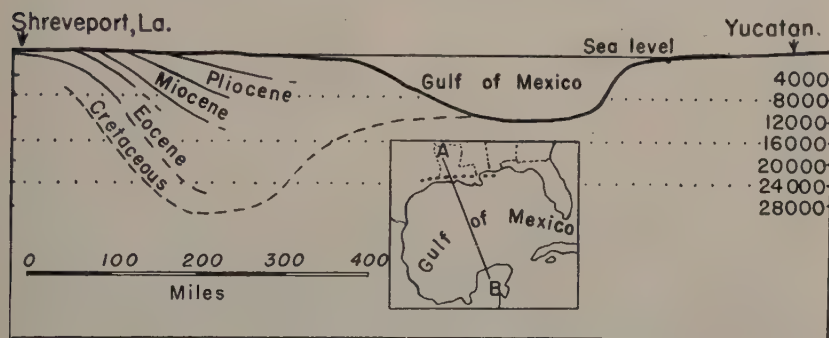 Shreveport, La.
Yucatan.
Sea level
Gulf of Mexico
Pliocene
Miocene
Eocene
Cretaceous
4000
8000
12000
16000
20000
24000
28000
A
Gulf of Mexico
B
0 100 200 300 400
Miles